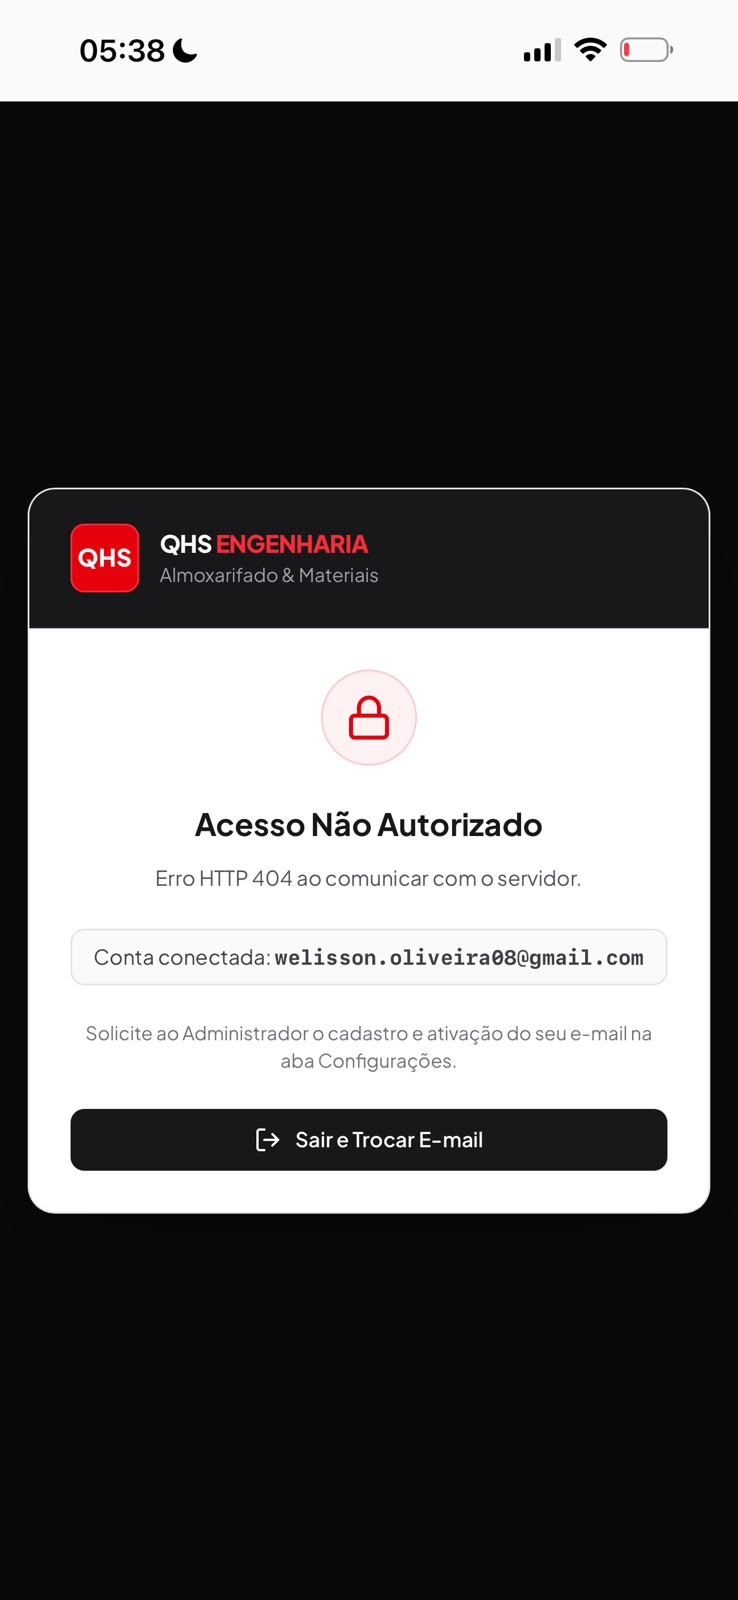 05:38
QHS
QHS ENGENHARIA
Almoxarifado & Materiais
Acesso Não Autorizado
Erro HTTP 404 ao comunicar com o servidor.
Conta conectada: welisson.oliveira08@gmail.com
Solicite ao Administrador o cadastro e ativação do seu e-mail na
aba Configurações.
Sair e Trocar E-mail